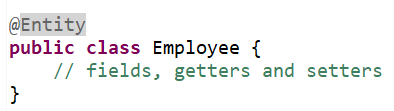 @Entity
public class Employee {
    // fields, getters and setters
}